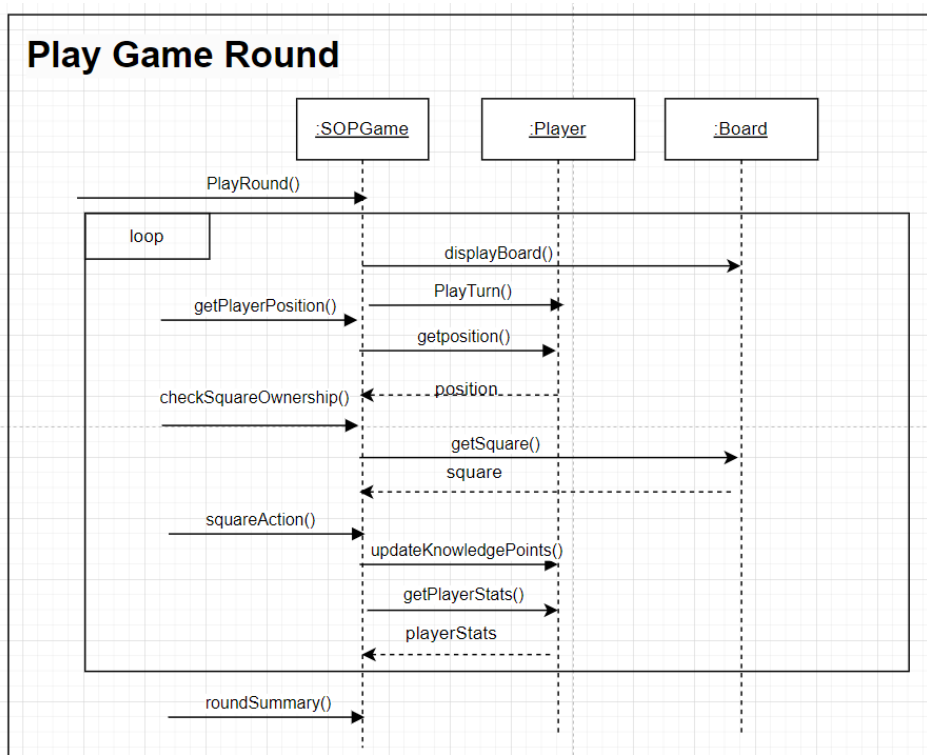 Play Game Round
:SOPGame
:Player
:Board
PlayRound()
loop
displayBoard()
PlayTurn()
getPlayerPosition()
getposition()
position
checkSquareOwnership()
getSquare()
square
squareAction()
updateKnowledgePoints()
getPlayerStats()
playerStats
roundSummary()